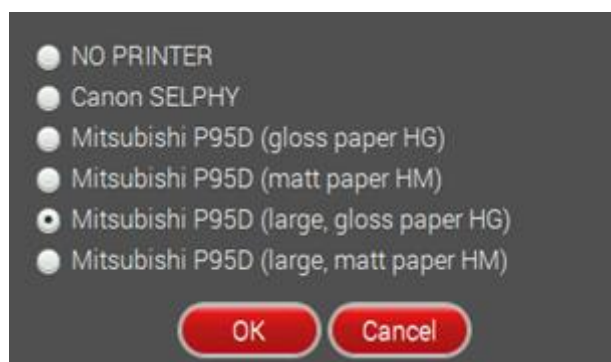 NO PRINTER
Canon SELPHY
Mitsubishi P95D (gloss paper HG)
Mitsubishi P95D (matt paper HM)
Mitsubishi P95D (large, gloss paper HG)
Mitsubishi P95D (large, matt paper HM)
OK Cancel